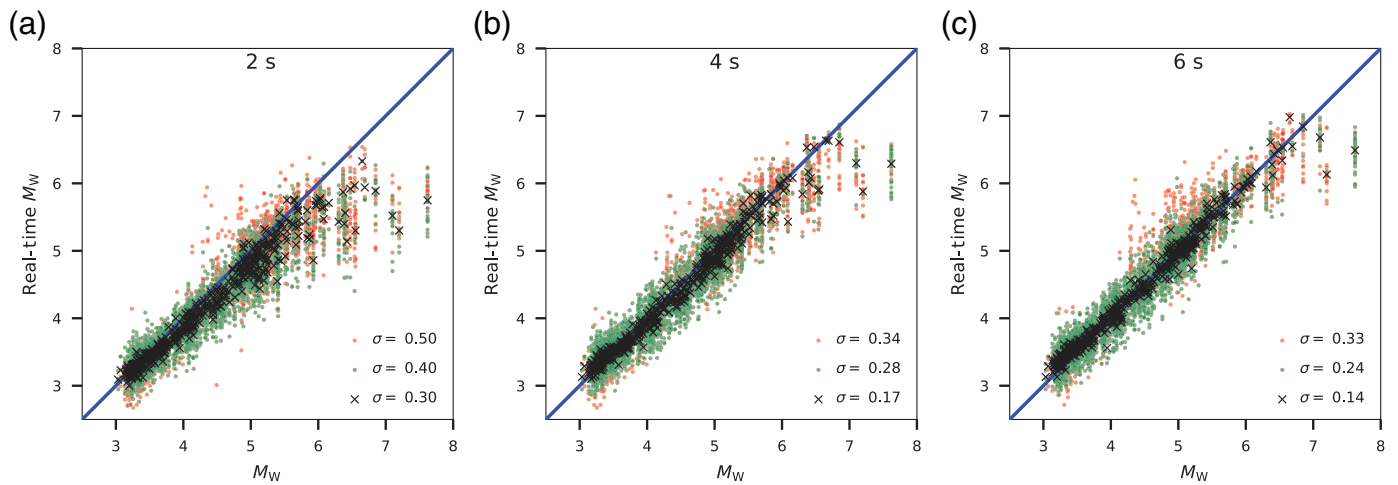 (a)
2 s
8
7
6
5
4
3
Real-time M_W
σ = 0.50
σ = 0.40
σ = 0.30
3 4 5 6 7 8
M_W
(b)
4 s
8
7
6
5
4
3
Real-time M_W
σ = 0.34
σ = 0.28
σ = 0.17
3 4 5 6 7 8
M_W
(c)
6 s
8
7
6
5
4
3
Real-time M_W
σ = 0.33
σ = 0.24
σ = 0.14
3 4 5 6 7 8
M_W